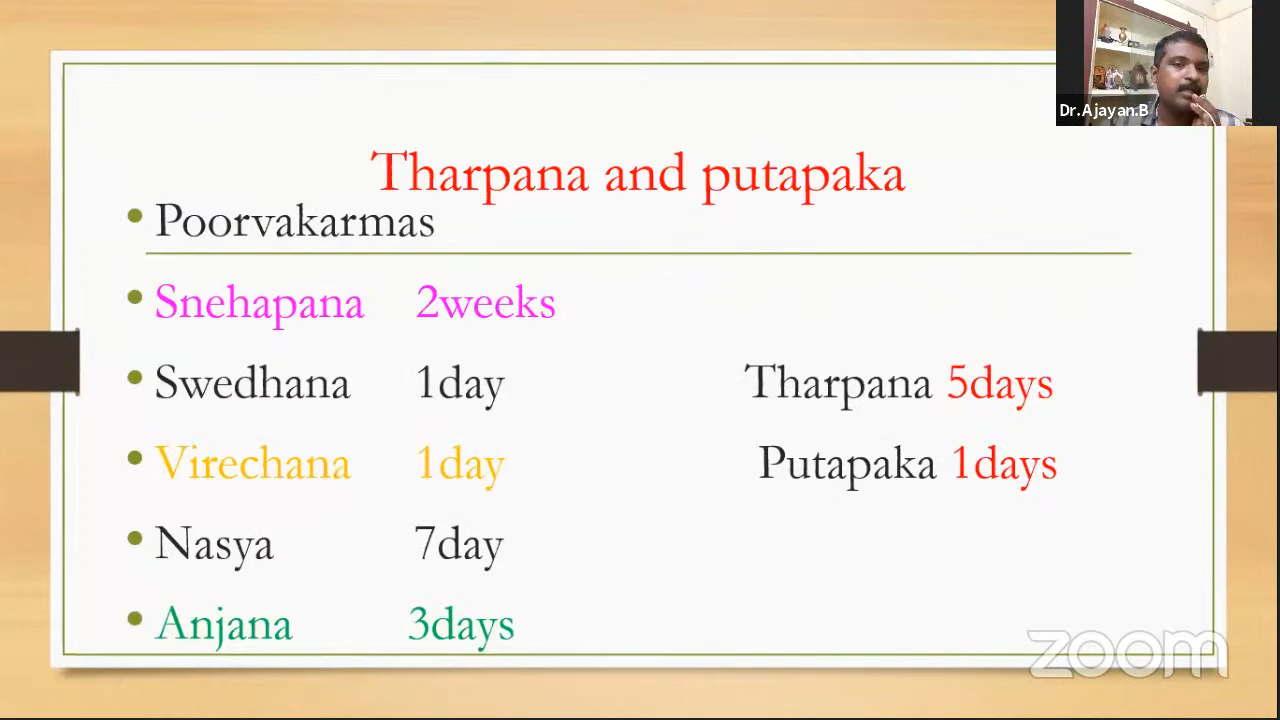 Dr.Ajayan.B
Tharpana and putapaka
• Poorvakarmas
• Snehapana 2weeks
• Swedhana 1day Tharpana 5days
• Virechana 1day Putapaka 1days
• Nasya 7day
• Anjana 3days
zoom